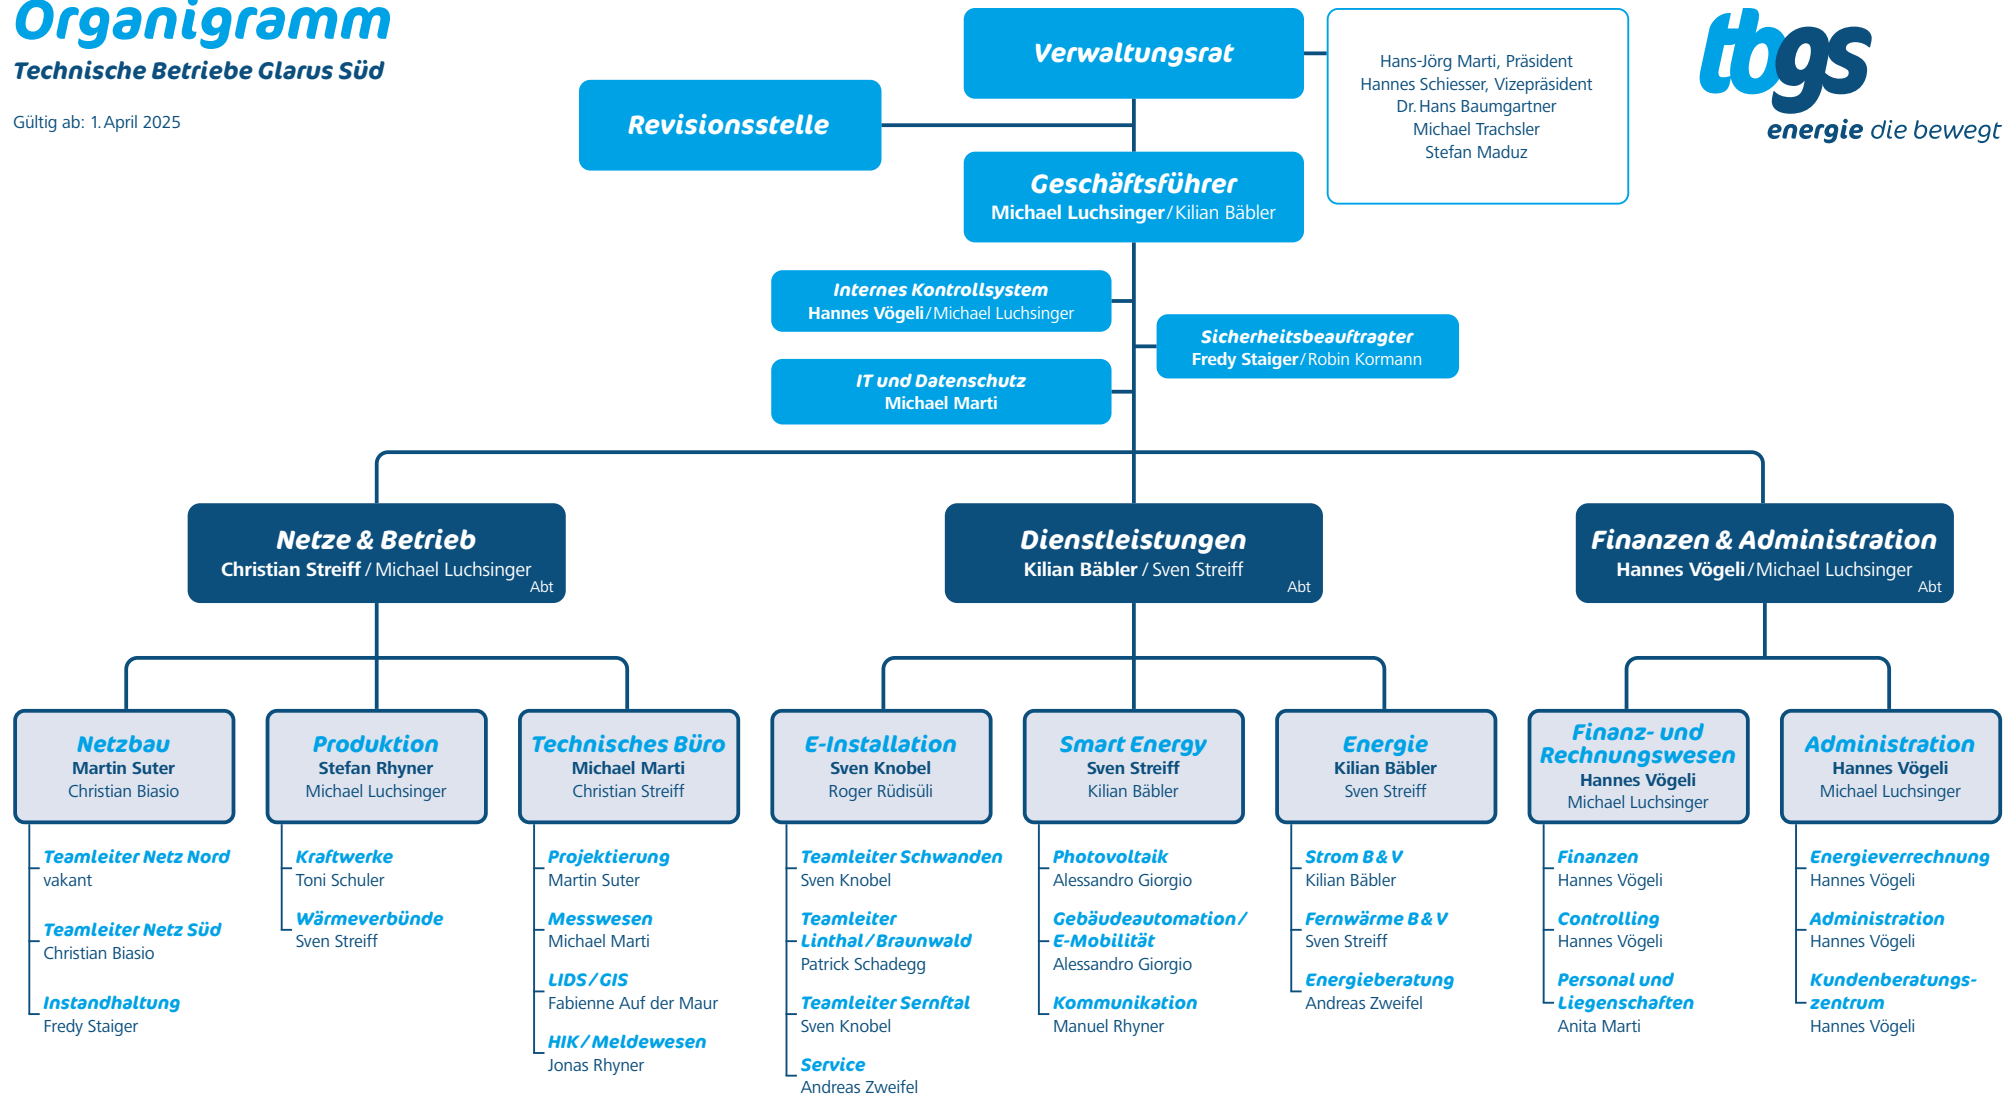 Organigramm
Technische Betriebe Glarus Süd
Gültig ab: 1. April 2025
Verwaltungsrat
Hans-Jörg Marti, Präsident
Hannes Schiesser, Vizepräsident
Dr. Hans Baumgartner
Michael Trachsler
Stefan Maduz
tbgs
energie die bewegt
Revisionsstelle
Geschäftsführer
Michael Luchsinger/Kilian Bäbler
Internes Kontrollsystem
Hannes Vögeli/Michael Luchsinger
Sicherheitsbeauftragter
Fredy Staiger/Robin Kormann
IT und Datenschutz
Michael Marti
Netze & Betrieb
Christian Streiff / Michael Luchsinger
Abt
Dienstleistungen
Kilian Bäbler / Sven Streiff
Abt
Finanzen & Administration
Hannes Vögeli/Michael Luchsinger
Abt
Netzbau
Martin Suter
Christian Biasio
Teamleiter Netz Nord
vakant
Teamleiter Netz Süd
Christian Biasio
Instandhaltung
Fredy Staiger
Produktion
Stefan Rhyner
Michael Luchsinger
Kraftwerke
Toni Schuler
Wärmeverbünde
Sven Streiff
Technisches Büro
Michael Marti
Christian Streiff
Projektierung
Martin Suter
Messwesen
Michael Marti
LIDS/GIS
Fabienne Auf der Maur
HIK/Meldewesen
Jonas Rhyner
E-Installation
Sven Knobel
Roger Rüdisüli
Teamleiter Schwanden
Sven Knobel
Teamleiter
Linthal/Braunwald
Patrick Schadegg
Teamleiter Sernftal
Sven Knobel
Service
Andreas Zweifel
Smart Energy
Sven Streiff
Kilian Bäbler
Photovoltaik
Alessandro Giorgio
Gebäudeautomation/
E-Mobilität
Alessandro Giorgio
Kommunikation
Manuel Rhyner
Energie
Kilian Bäbler
Sven Streiff
Strom B & V
Kilian Bäbler
Fernwärme B & V
Sven Streiff
Energieberatung
Andreas Zweifel
Finanz- und
Rechnungswesen
Hannes Vögeli
Michael Luchsinger
Finanzen
Hannes Vögeli
Controlling
Hannes Vögeli
Personal und
Liegenschaften
Anita Marti
Administration
Hannes Vögeli
Michael Luchsinger
Energieverrechnung
Hannes Vögeli
Administration
Hannes Vögeli
Kundenberatungs-
zentrum
Hannes Vögeli